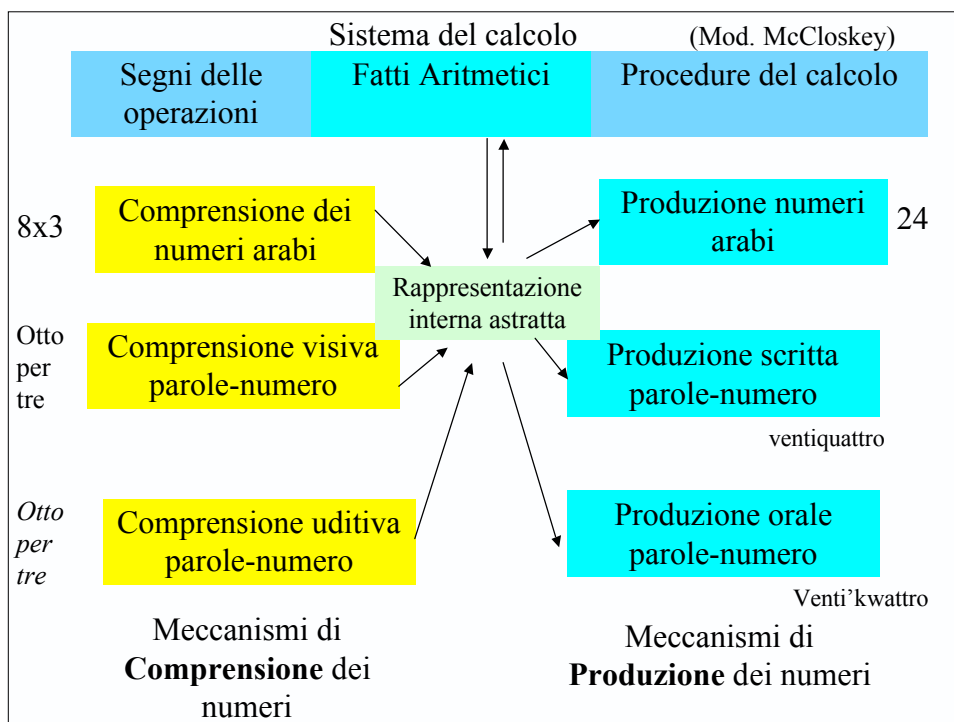 Sistema del calcolo
(Mod. McCloskey)
Segni delle
operazioni
Fatti Aritmetici
Procedure del calcolo
8x3
Comprensione dei
numeri arabi
Produzione numeri
arabi
24
Rappresentazione
interna astratta
Otto
per
tre
Comprensione visiva
parole-numero
Produzione scritta
parole-numero
ventiquattro
Otto
per
tre
Comprensione uditiva
parole-numero
Produzione orale
parole-numero
Venti’kwattro
Meccanismi di
Comprensione dei
numeri
Meccanismi di
Produzione dei numeri